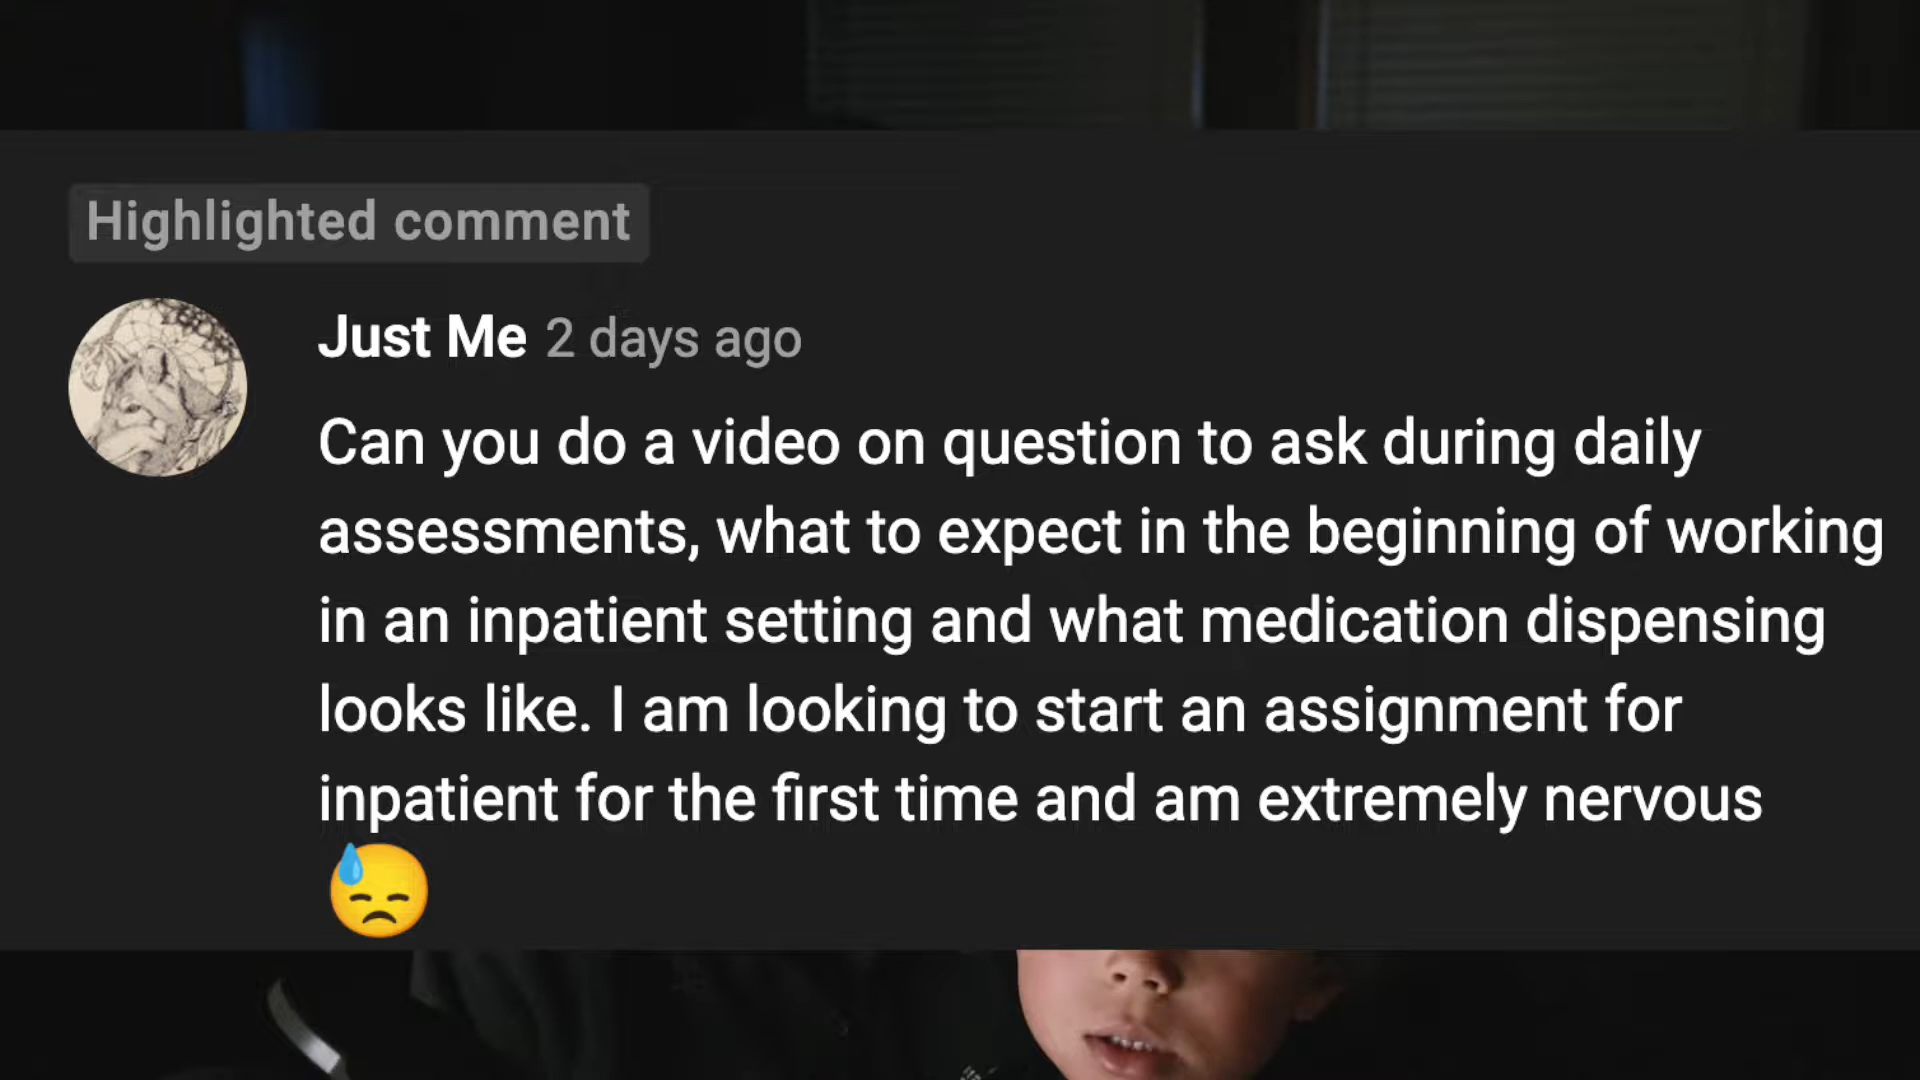 Highlighted comment
Just Me 2 days ago
Can you do a video on question to ask during daily
assessments, what to expect in the beginning of working
in an inpatient setting and what medication dispensing
looks like. I am looking to start an assignment for
inpatient for the first time and am extremely nervous
😓